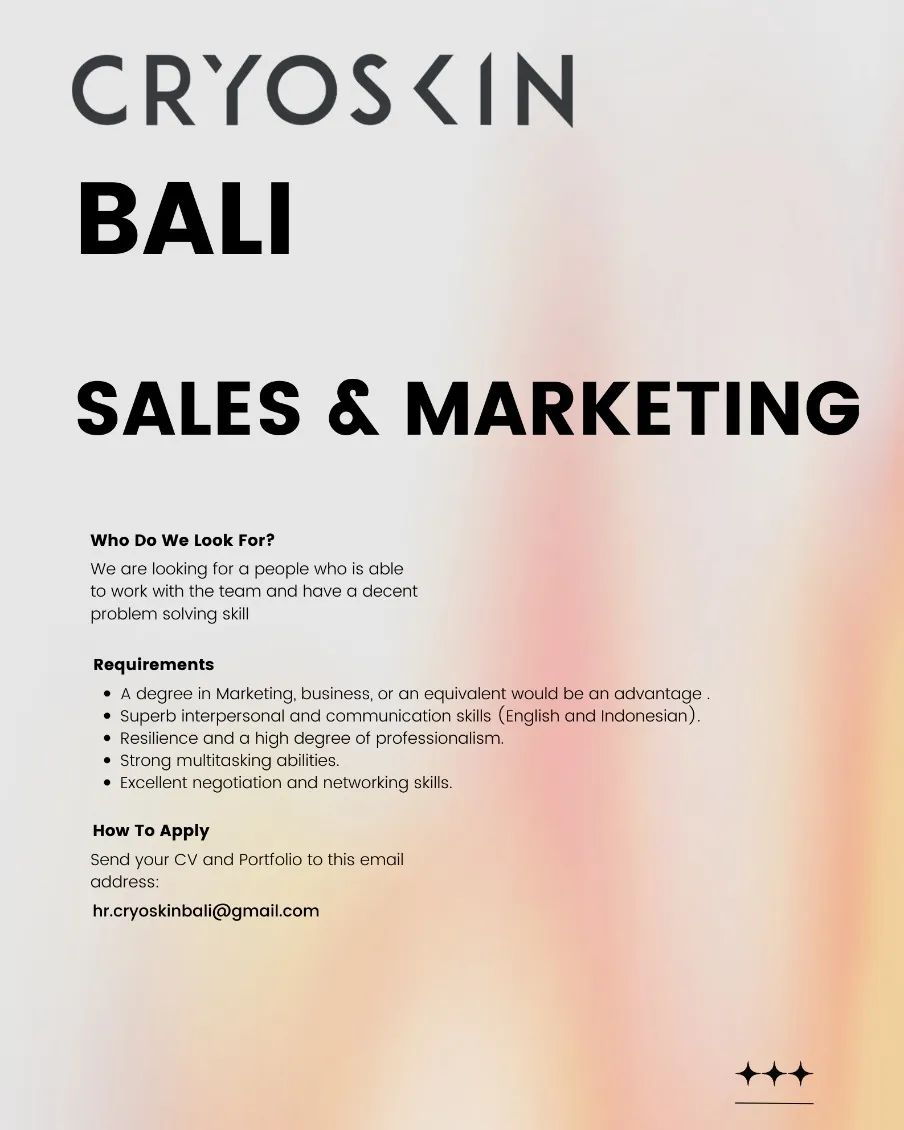 CRYOSKIN
BALI
SALES & MARKETING
Who Do We Look For?
We are looking for a people who is able
to work with the team and have a decent
problem solving skill
Requirements
• A degree in Marketing, business, or an equivalent would be an advantage .
• Superb interpersonal and communication skills (English and Indonesian).
• Resilience and a high degree of professionalism.
• Strong multitasking abilities.
• Excellent negotiation and networking skills.
How To Apply
Send your CV and Portfolio to this email
address:
hr.cryoskinbali@gmail.com